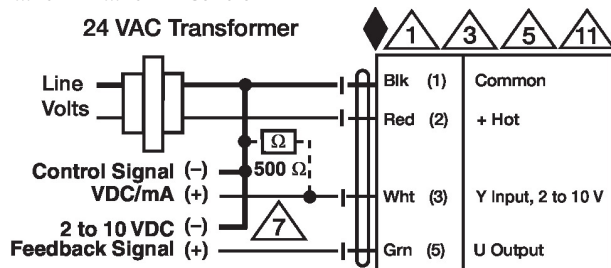 24 VAC Transformer
1 3 5 11
Line
Volts
Blk (1) Common
Red (2) + Hot
Ω
500 Ω
Control Signal (−)
VDC/mA (+)
Wht (3) Y Input, 2 to 10 V
7
2 to 10 VDC (−)
Feedback Signal (+)
Grn (5) U Output